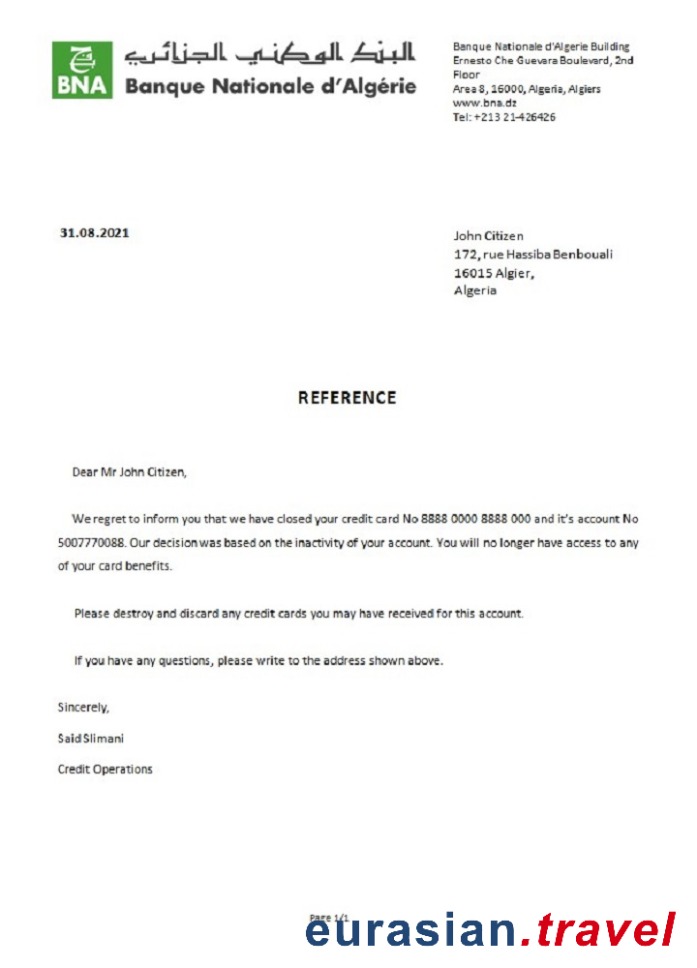 البنك الوطني الجزائري
BNA
Banque Nationale d'Algérie
Banque Nationale d'Algerie Building
Ernesto Che Guevara Boulevard, 2nd
Floor
Area 8, 16000, Algeria, Algiers
www.bna.dz
Tel: +213 21-426426
31.08.2021
John Citizen
172, rue Hassiba Benbouali
16015 Algier,
Algeria
REFERENCE
Dear Mr John Citizen,
We regret to inform you that we have closed your credit card No 8888 0000 8888 000 and it's account No
5007770088. Our decision was based on the inactivity of your account. You will no longer have access to any
of your card benefits.
Please destroy and discard any credit cards you may have received for this account.
If you have any questions, please write to the address shown above.
Sincerely,
Said Slimani
Credit Operations
Page 1/1
eurasian.travel